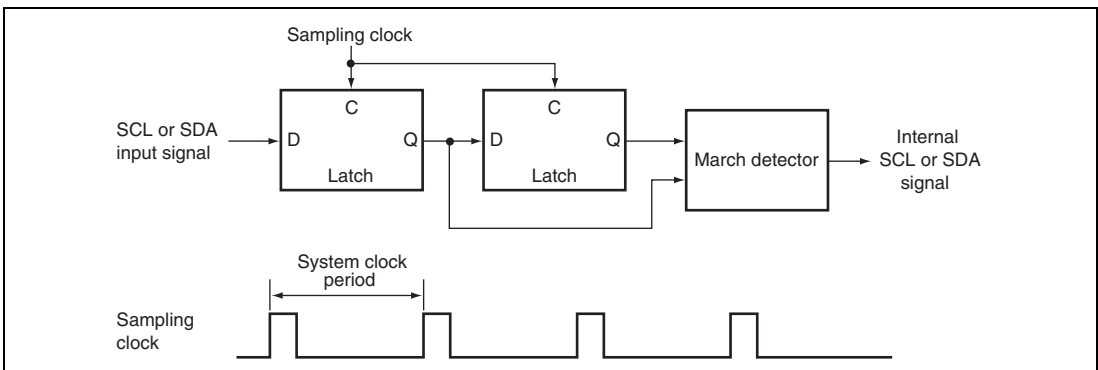 Sampling clock
SCL or SDA
input signal
C
D
Q
Latch
C
D
Q
Latch
March detector
Internal
SCL or SDA
signal
System clock
period
Sampling
clock